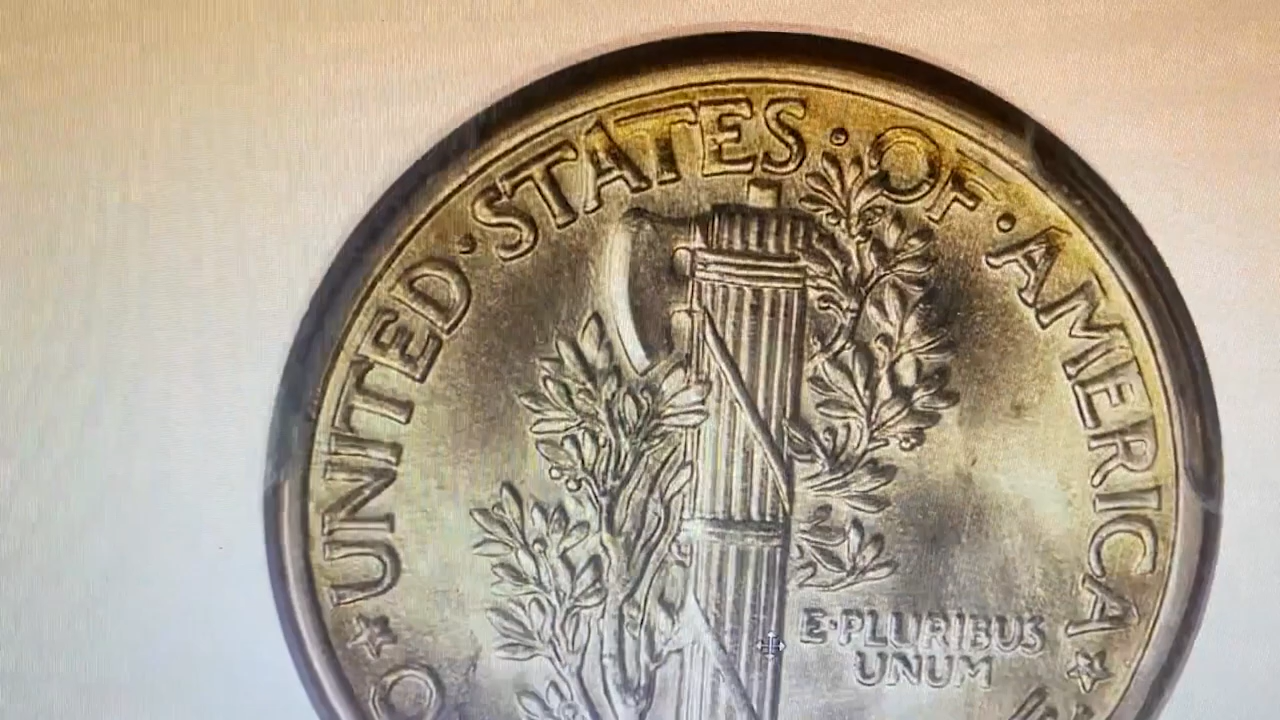 UNITED · STATES · OF · AMERICA
E · PLURIBUS
UNUM